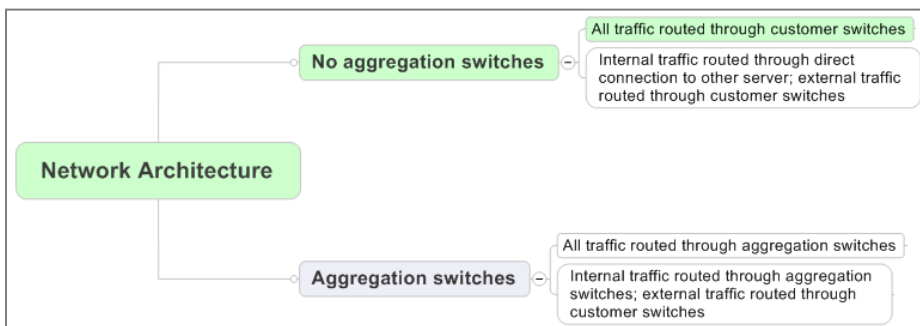 All traffic routed through customer switches
No aggregation switches
Internal traffic routed through direct
connection to other server; external traffic
routed through customer switches
Network Architecture
All traffic routed through aggregation switches
Aggregation switches
Internal traffic routed through aggregation
switches; external traffic routed through
customer switches